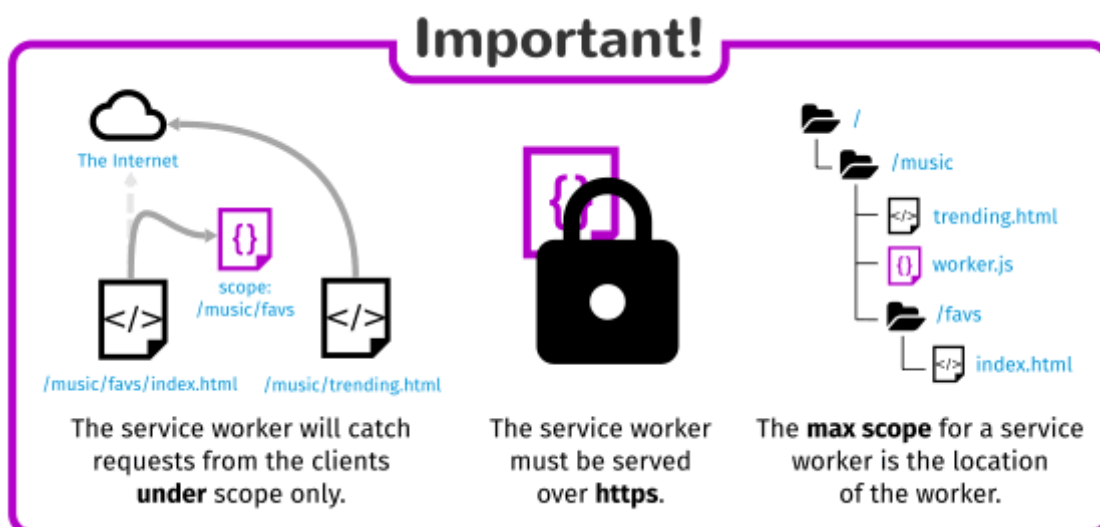 Important!
The Internet
{}
scope:
/music/favs
</>
</>
/music/favs/index.html
/music/trending.html
The service worker will catch
requests from the clients
under scope only.
{}
The service worker
must be served
over https.
/
/music
</> trending.html
{} worker.js
/favs
</> index.html
The max scope for a service
worker is the location
of the worker.